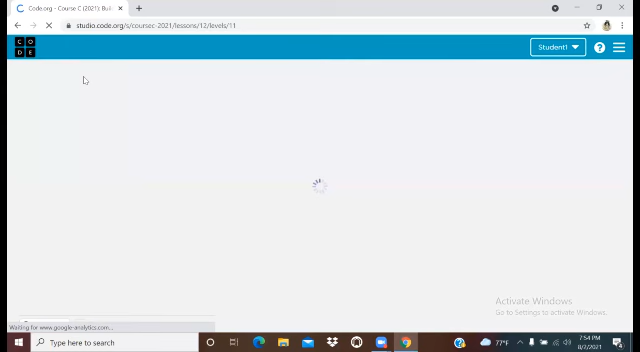 Code.org - Course C (2021): Buil
studio.code.org/s/coursec-2021/lessons/12/levels/11
C O
D E
Student1
?
Activate Windows
Go to Settings to activate Windows.
Waiting for www.google-analytics.com...
Type here to search
77°F
7:54 PM
8/2/2021